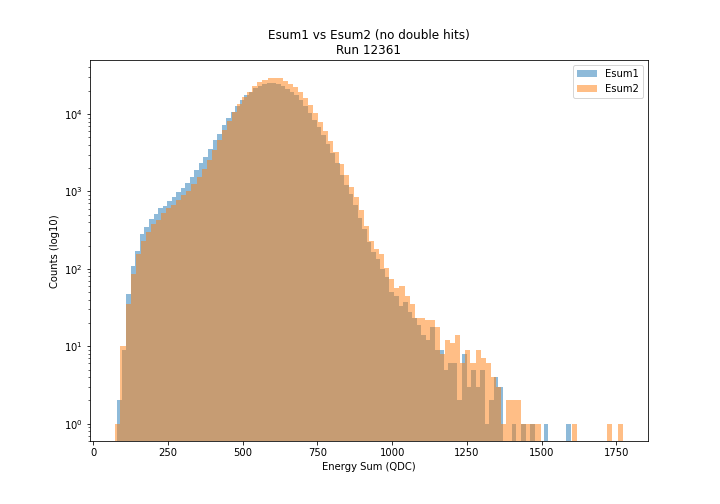 Esum1 vs Esum2 (no double hits)
Run 12361
Esum1
Esum2
Counts (log10)
10⁴
10³
10²
10¹
10⁰
0 250 500 750 1000 1250 1500 1750
Energy Sum (QDC)